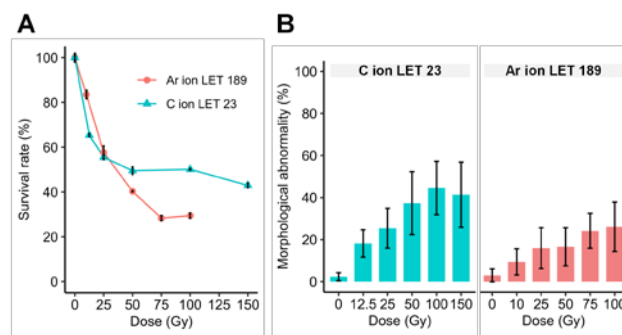 A
Survival rate (%)
100
80
60
40
20
0
Ar ion LET 189
C ion LET 23
0 25 50 75 100 125 150
Dose (Gy)
B
Morphological abnormality (%)
C ion LET 23
Ar ion LET 189
100
80
60
40
20
0
0 12.5 25 50 100 150
0 10 25 50 75 100
Dose (Gy)
Dose (Gy)